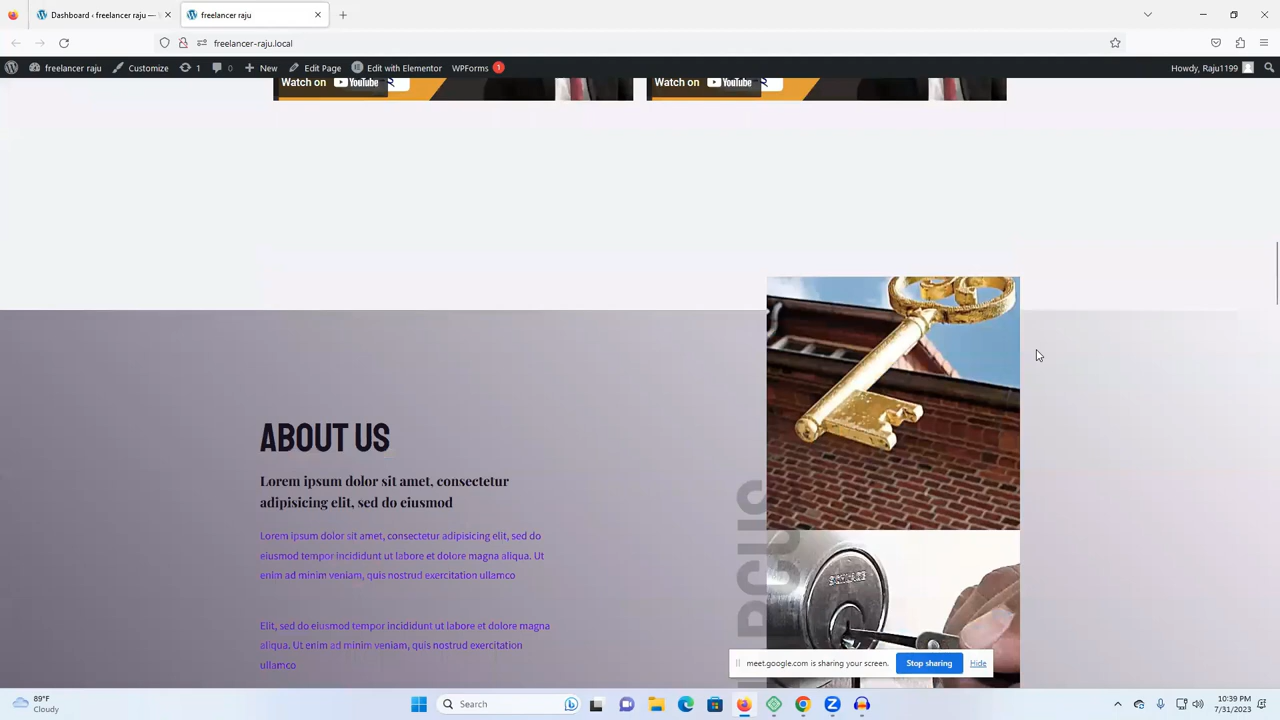 Dashboard ‹ freelancer raju —
freelancer raju
freelancer-raju.local
freelancer raju
Customize
1
0
New
Edit Page
Edit with Elementor
WPForms 1
Howdy, Raju1199
Watch on YouTube
Watch on YouTube
ABOUT US
Lorem ipsum dolor sit amet, consectetur
adipisicing elit, sed do eiusmod
Lorem ipsum dolor sit amet, consectetur adipisicing elit, sed do
eiusmod tempor incididunt ut labore et dolore magna aliqua. Ut
enim ad minim veniam, quis nostrud exercitation ullamco
Elit, sed do eiusmod tempor incididunt ut labore et dolore magna
aliqua. Ut enim ad minim veniam, quis nostrud exercitation
ullamco
meet.google.com is sharing your screen.
Stop sharing
Hide
89°F
Cloudy
Search
10:39 PM
7/31/2023